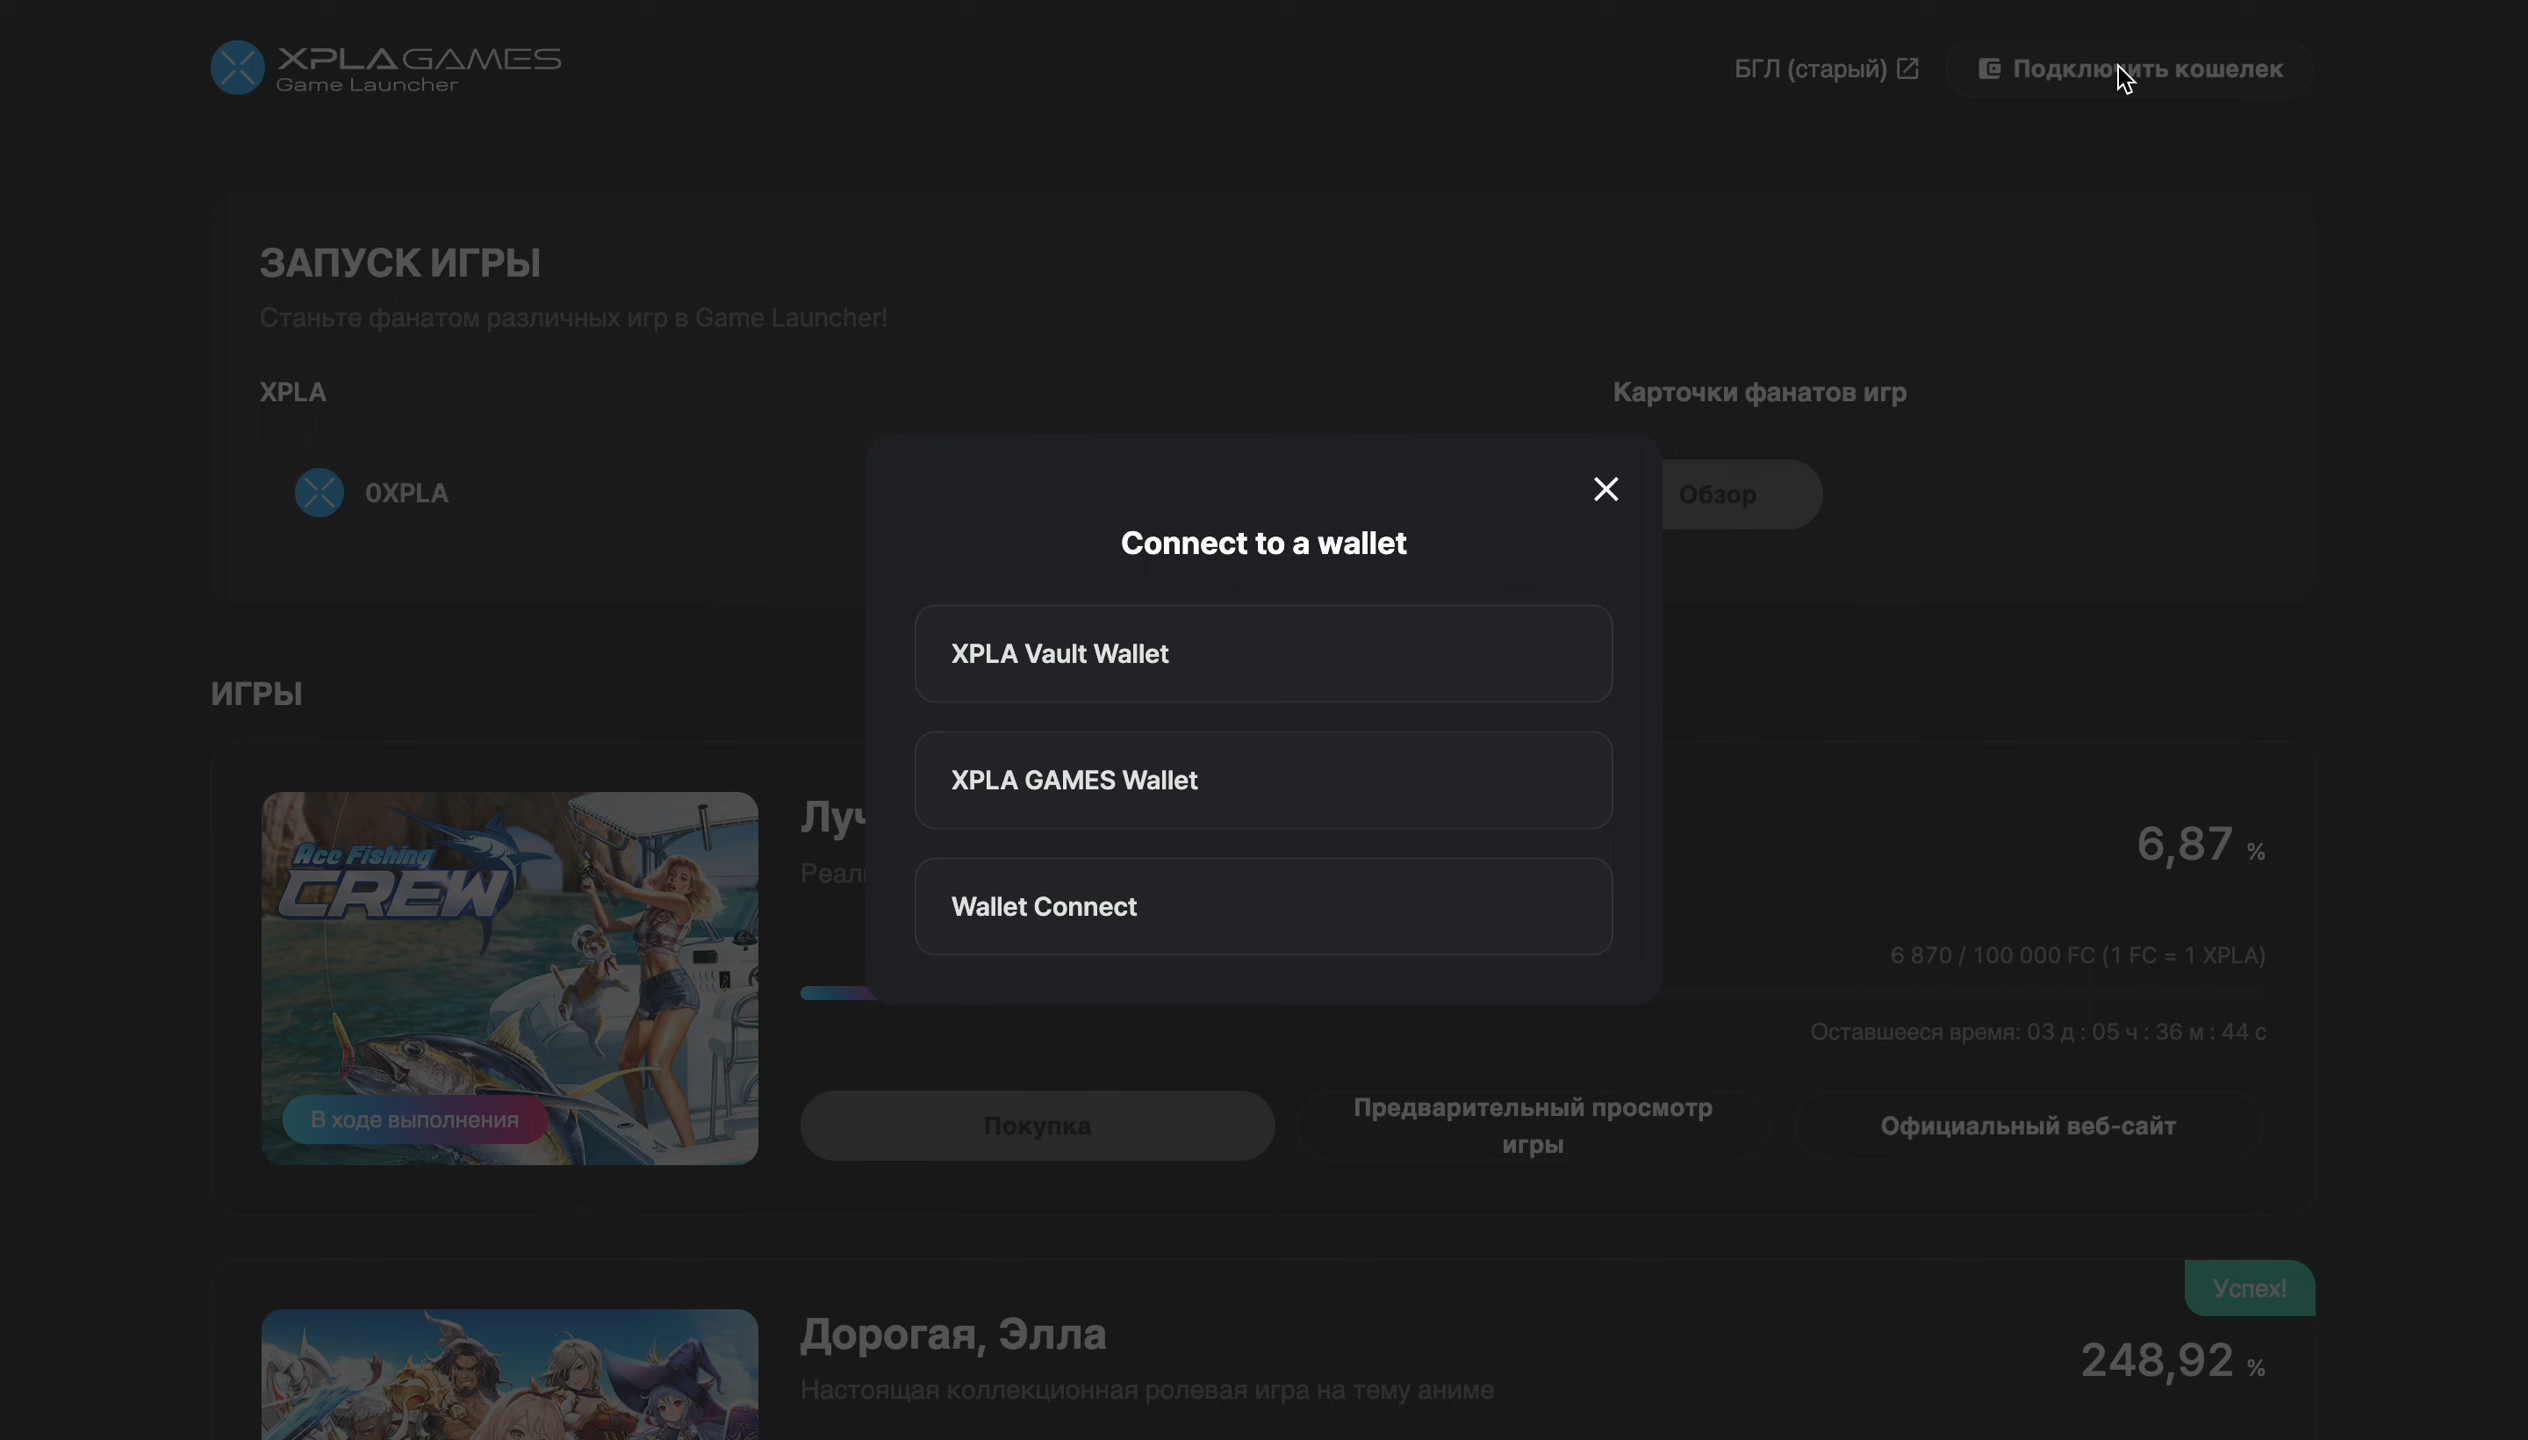 XPLAGAMES
Game Launcher
БГЛ (старый)
Подключить кошелек
ЗАПУСК ИГРЫ
Станьте фанатом различных игр в Game Launcher!
XPLA
Карточки фанатов игр
0XPLA
Обзор
Connect to a wallet
XPLA Vault Wallet
XPLA GAMES Wallet
Wallet Connect
ИГРЫ
Ace Fishing
CREW
В ходе выполнения
6,87 %
6 870 / 100 000 FC (1 FC = 1 XPLA)
Оставшееся время: 03 д : 05 ч : 36 м : 44 с
Покупка
Предварительный просмотр
игры
Официальный веб-сайт
Успех!
Дорогая, Элла
248,92 %
Настоящая коллекционная ролевая игра на тему аниме